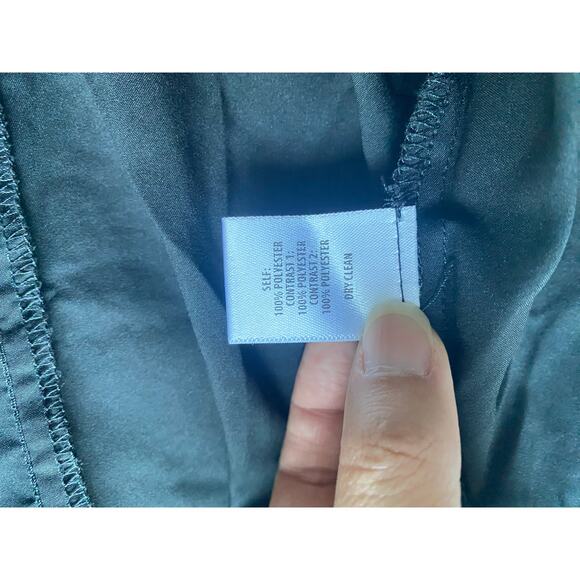 SELF:
100% POLYESTER
CONTRAST 1:
100% POLYESTER
CONTRAST 2:
100% POLYESTER
DRY CLEAN